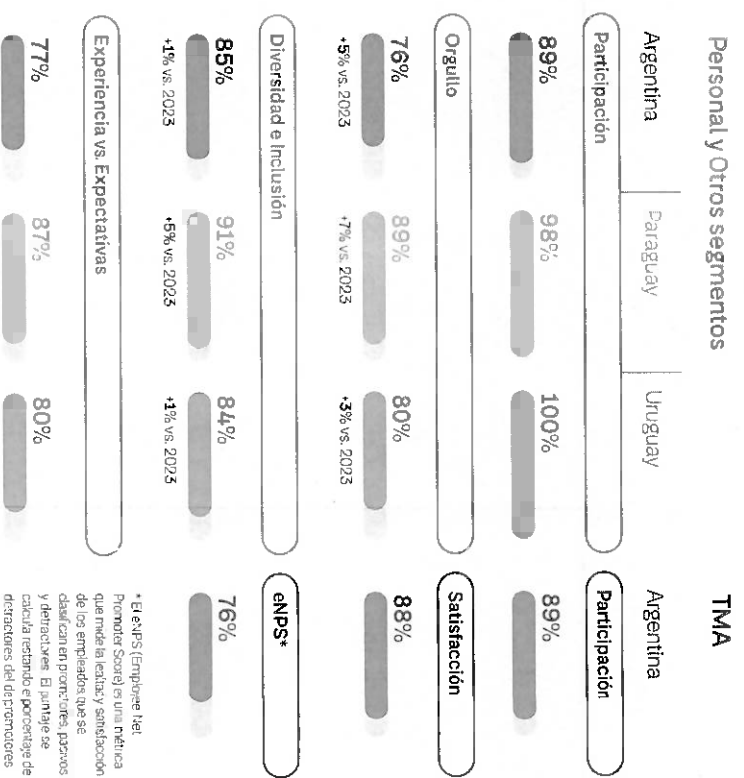 Personal y Otros segmentos
Argentina
Paraguay
Uruguay
Participación
89%
98%
100%
Orgullo
76%
89%
80%
+5% vs. 2023
+7% vs. 2023
+3% vs. 2023
Diversidad e Inclusión
85%
91%
84%
+1% vs. 2023
+5% vs. 2023
+1% vs. 2023
Experiencia vs. Expectativas
77%
87%
80%
TMA
Argentina
Participación
89%
Satisfacción
88%
eNPS*
76%
* El eNPS (Employee Net
Promoter Score) es una métrica
que mide la lealtad y satisfacción
de los empleados que se
clasifican en promotores, pasivos
y detractores. El puntaje se
calcula restando el porcentaje de
detractores del de promotores